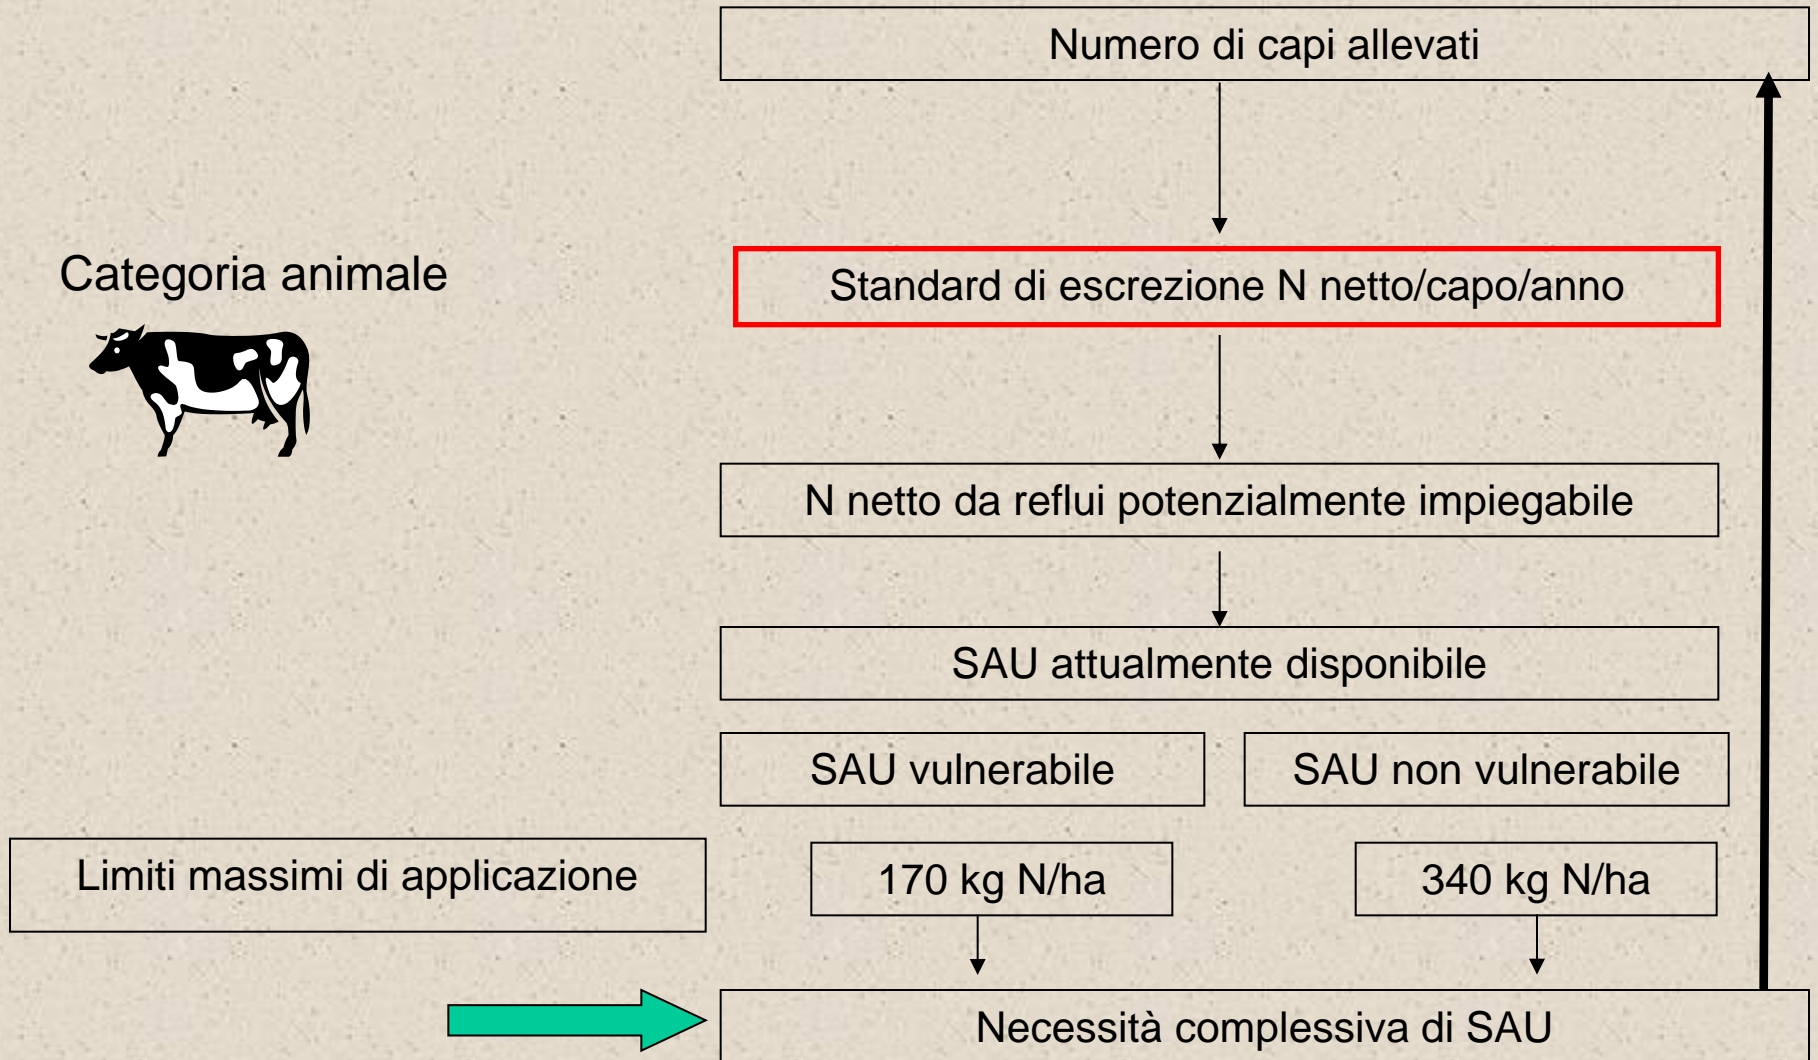 Numero di capi allevati
Categoria animale
Standard di escrezione N netto/capo/anno
N netto da reflui potenzialmente impiegabile
SAU attualmente disponibile
SAU vulnerabile
SAU non vulnerabile
Limiti massimi di applicazione
170 kg N/ha
340 kg N/ha
Necessità complessiva di SAU